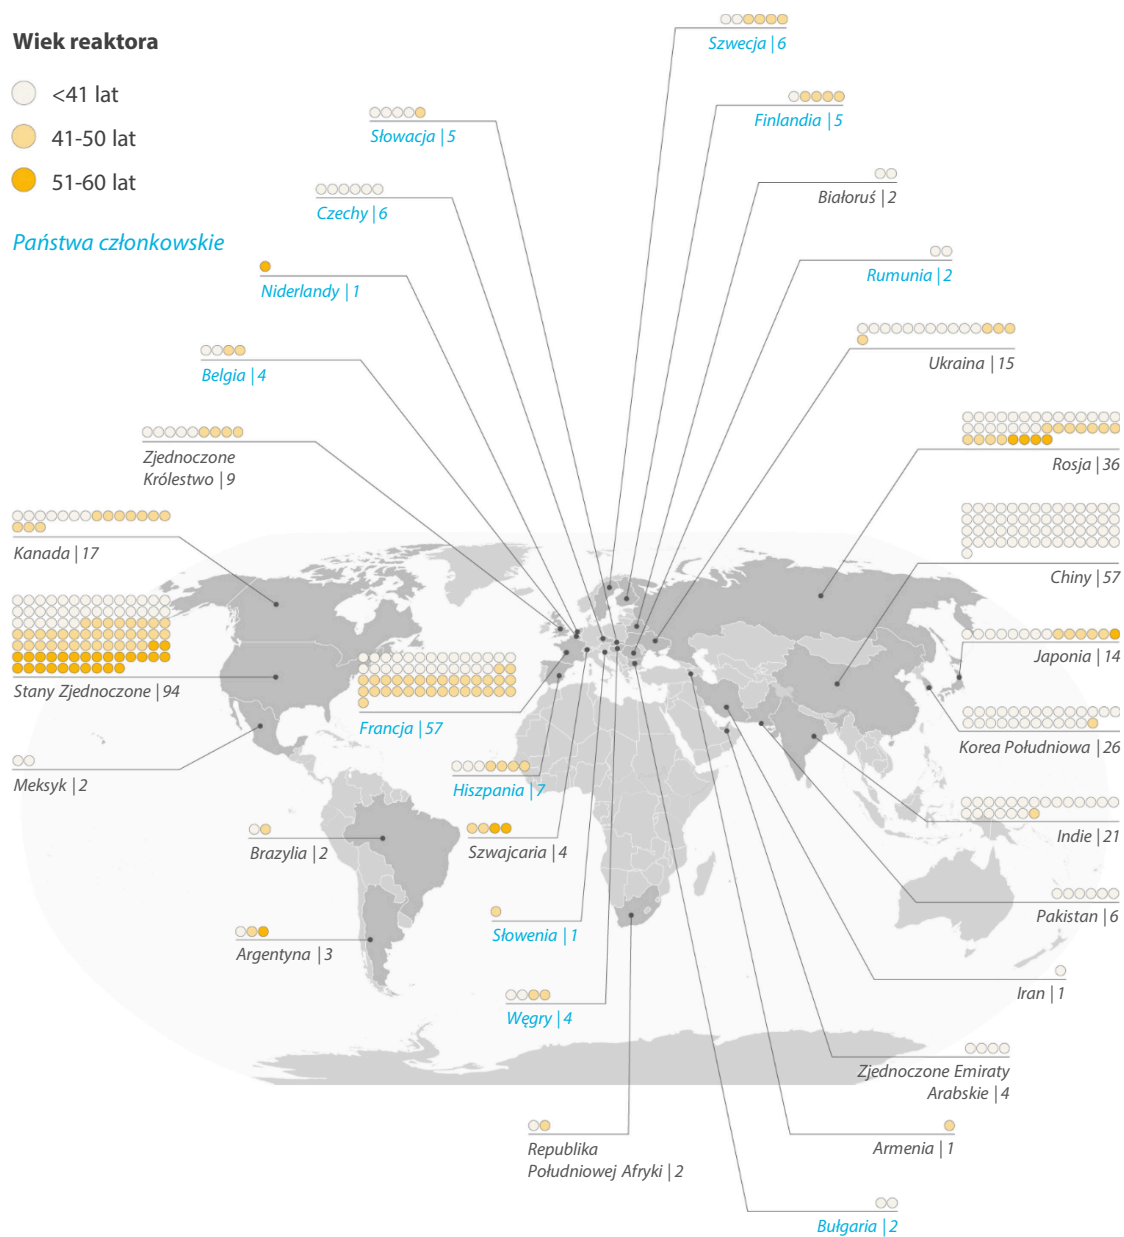 Wiek reaktora
<41 lat
41-50 lat
51-60 lat
Państwa członkowskie
Szwecja | 6
Finlandia | 5
Słowacja | 5
Białoruś | 2
Czechy | 6
Rumunia | 2
Niderlandy | 1
Ukraina | 15
Belgia | 4
Zjednoczone
Królestwo | 9
Rosja | 36
Kanada | 17
Chiny | 57
Stany Zjednoczone | 94
Japonia | 14
Francja | 57
Korea Południowa | 26
Meksyk | 2
Hiszpania | 7
Indie | 21
Brazylia | 2
Szwajcaria | 4
Pakistan | 6
Słowenia | 1
Argentyna | 3
Iran | 1
Węgry | 4
Zjednoczone Emiraty
Arabskie | 4
Republika
Południowej Afryki | 2
Armenia | 1
Bułgaria | 2